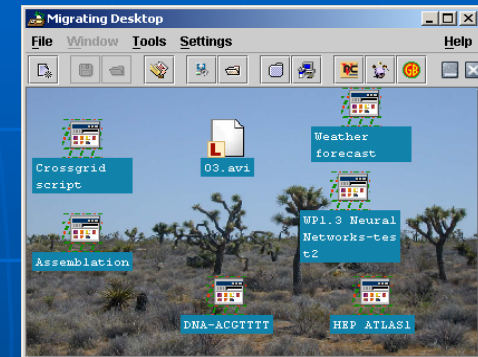 Migrating Desktop
File Window Tools Settings Help
Weather
forecast
Crossgrid
script
L
03.avi
WP1.3 Neural
Networks-tes
t2
Assemblation
DNA-ACGTTTT
HEP ATLAS1